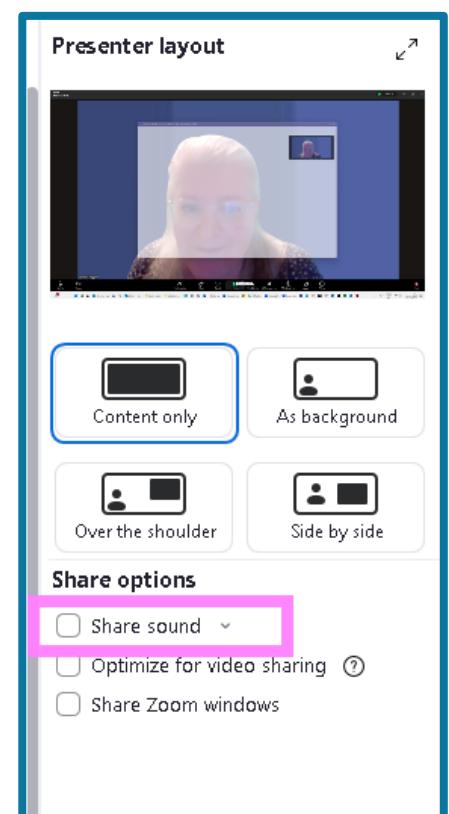 Presenter layout
Content only
As background
Over the shoulder
Side by side
Share options
Share sound
Optimize for video sharing ?
Share Zoom windows